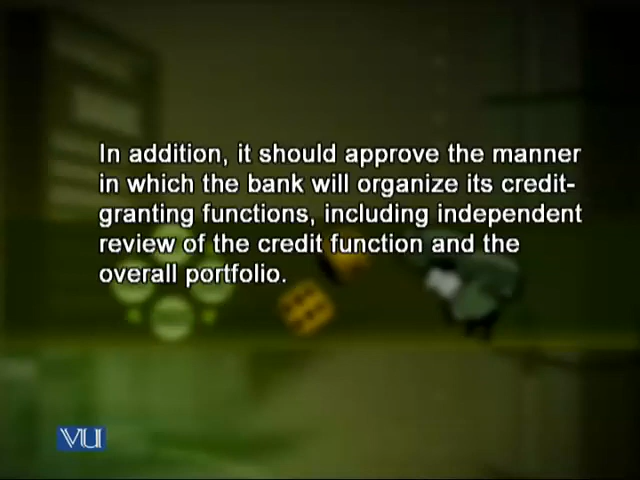 In addition, it should approve the manner
in which the bank will organize its credit-
granting functions, including independent
review of the credit function and the
overall portfolio.
VU